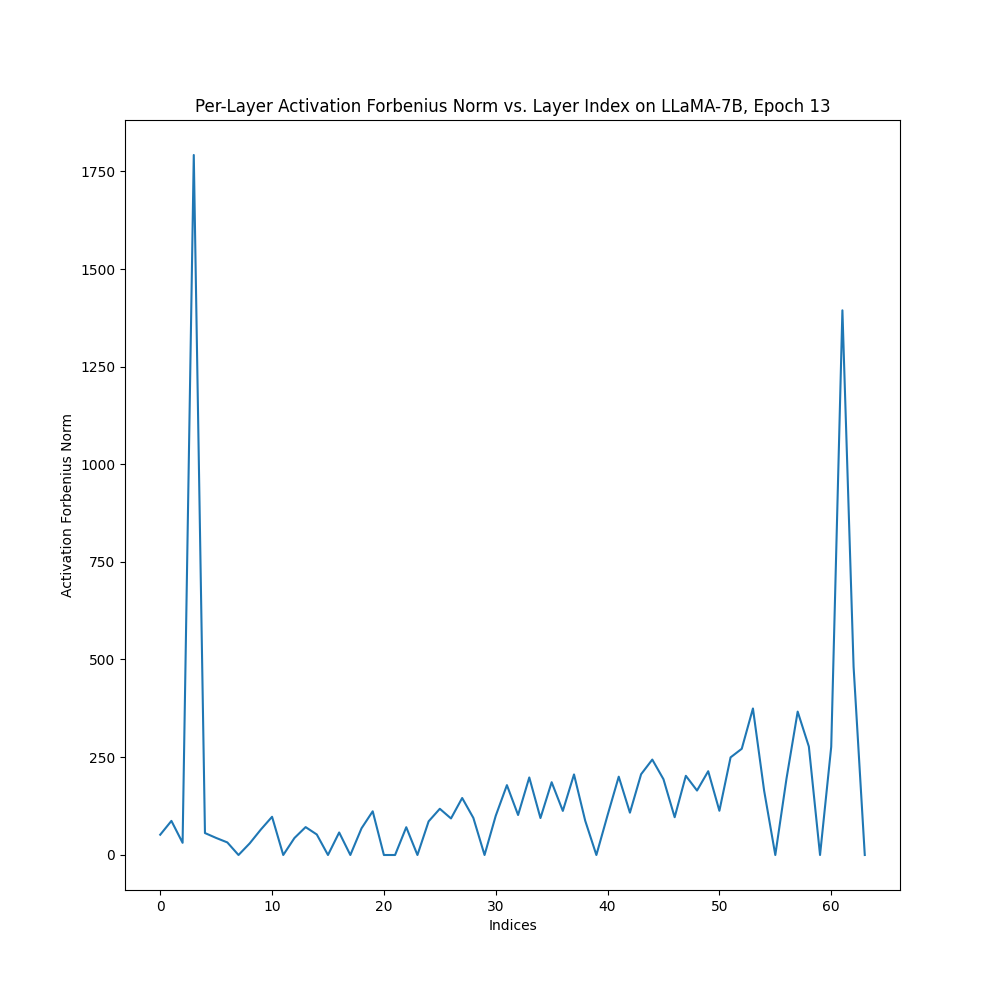 Per-Layer Activation Forbenius Norm vs. Layer Index on LLaMA-7B, Epoch 13
1750
1500
1250
1000
750
500
250
0
Activation Forbenius Norm
0 10 20 30 40 50 60
Indices